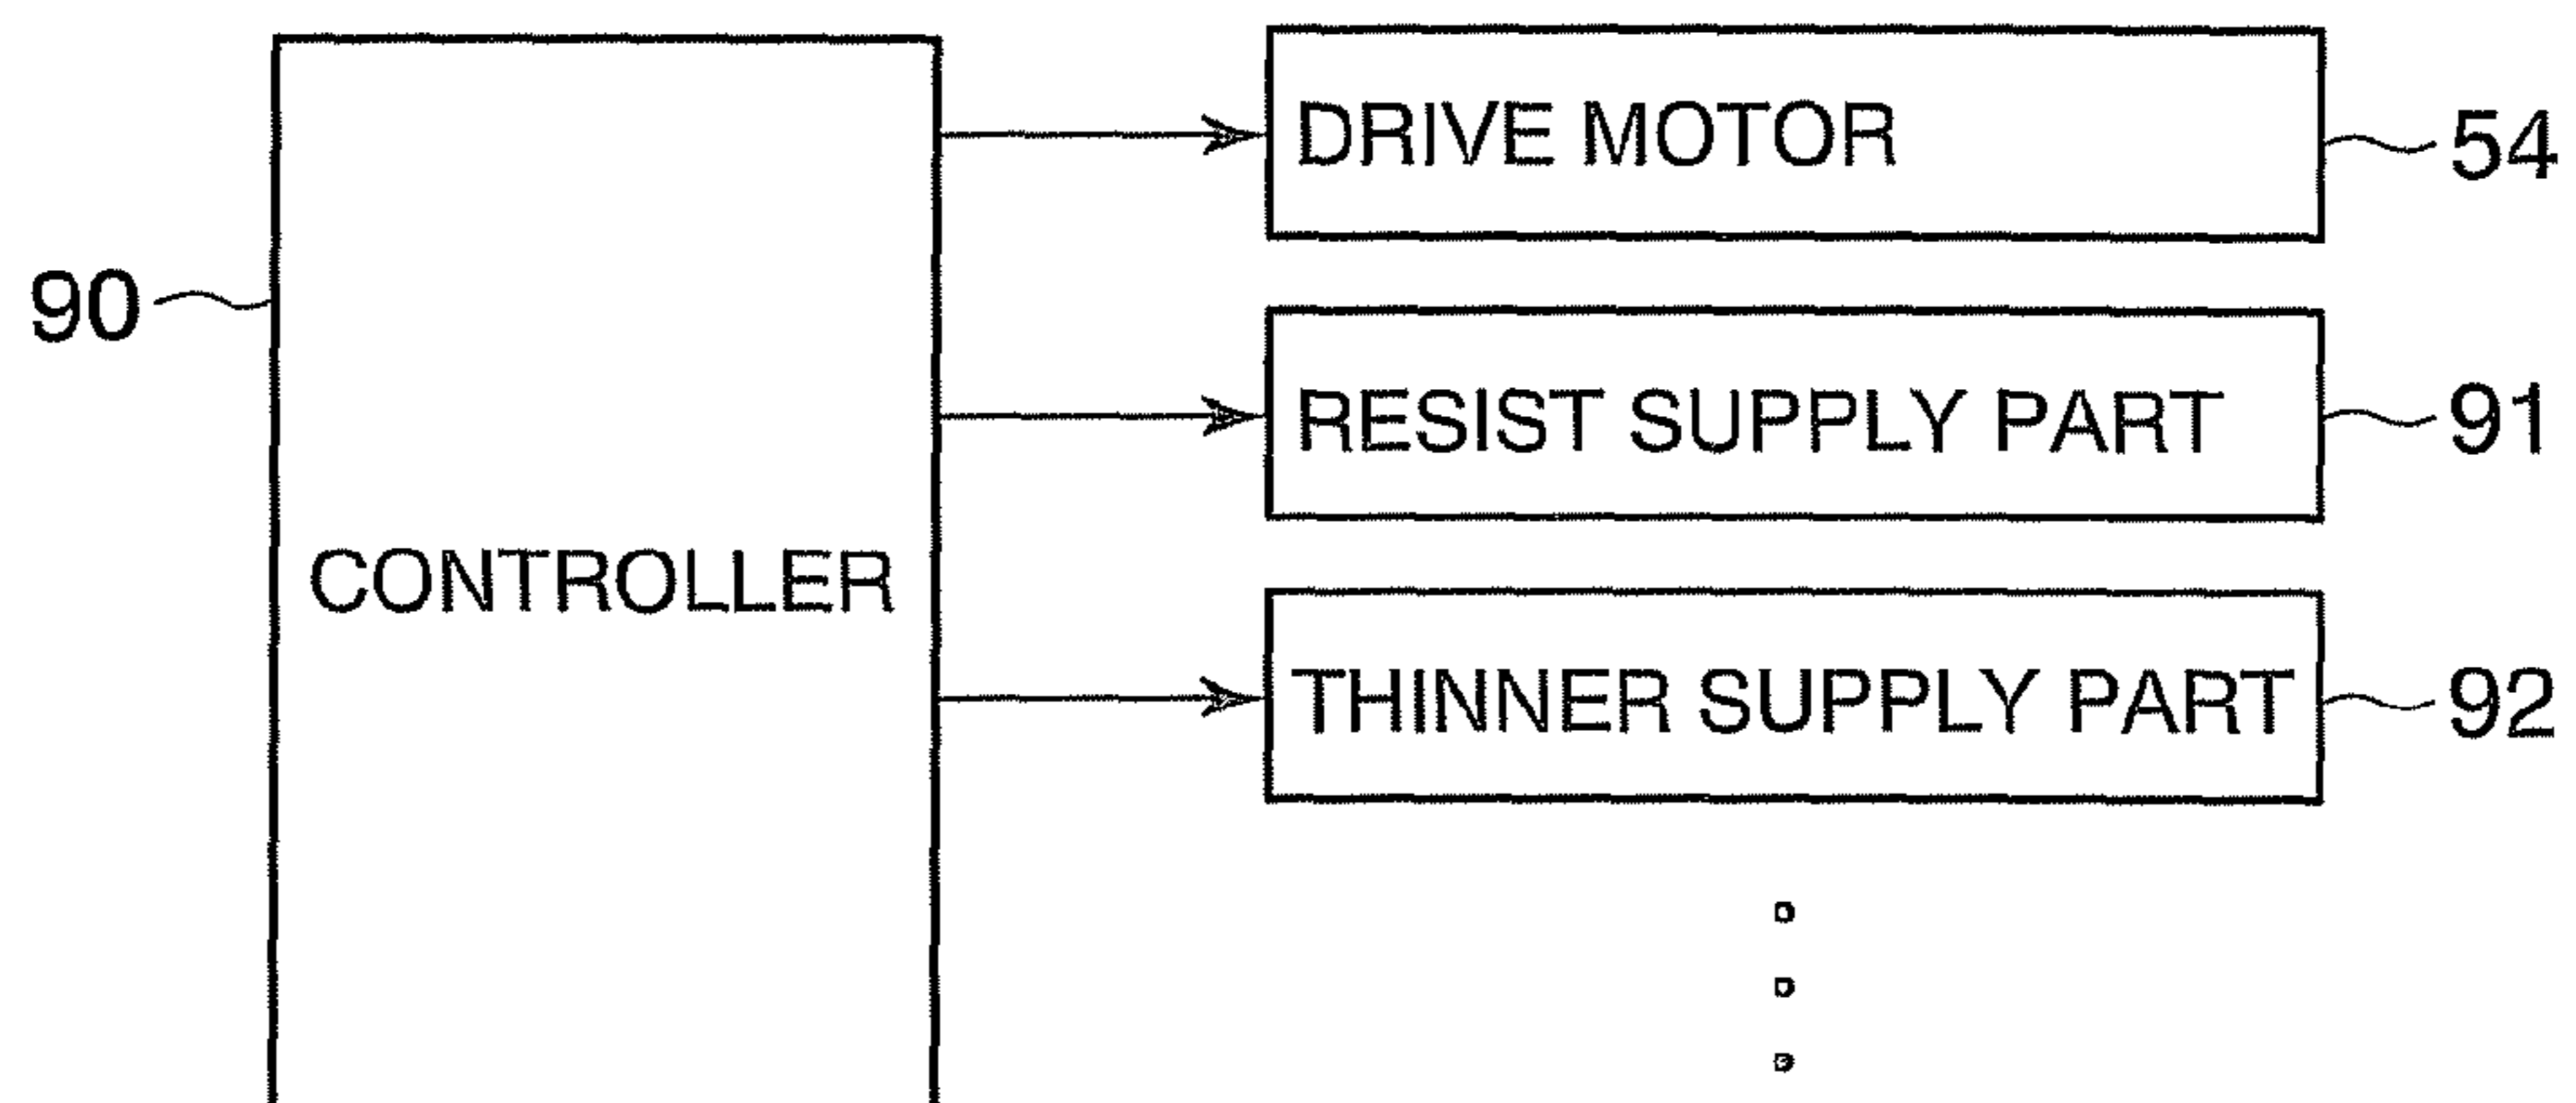 DRIVE MOTOR 54
90
RESIST SUPPLY PART 91
CONTROLLER
THINNER SUPPLY PART 92